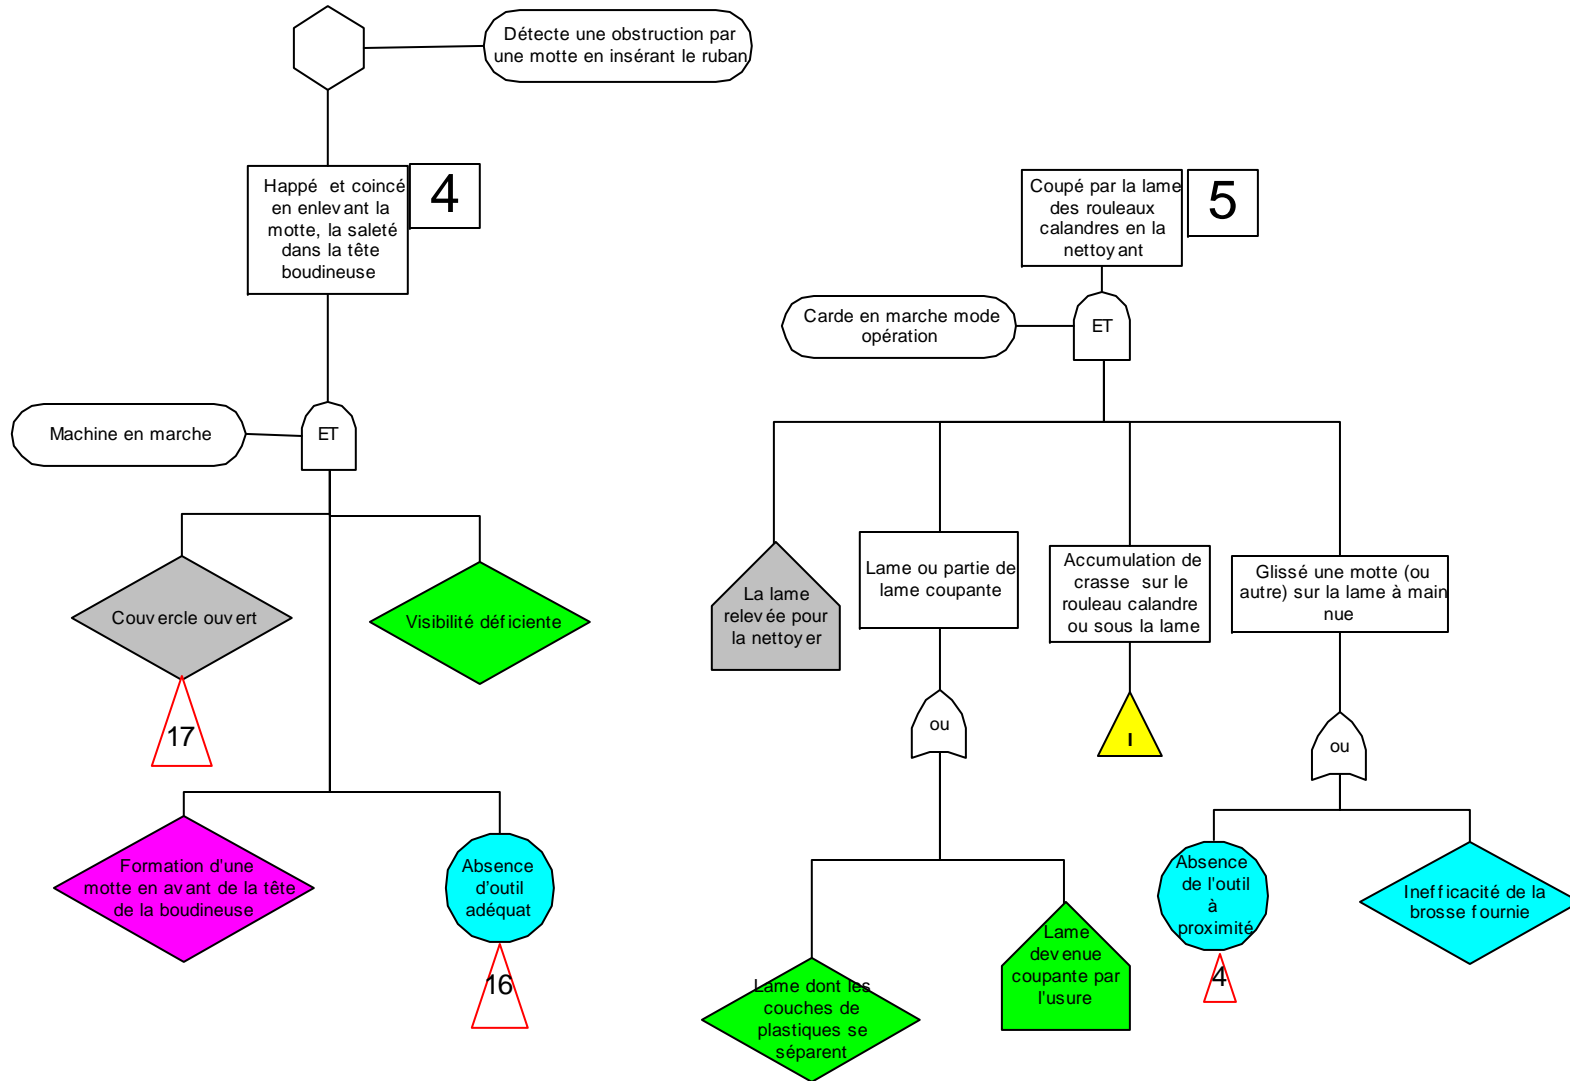 Détecte une obstruction par
une motte en insérant le ruban
Happé et coincé
en enlevant la
motte, la saleté
dans la tête
boudineuse
4
Machine en marche
ET
Couvercle ouvert
17
Visibilité déficiente
Formation d'une
motte en avant de la tête
de la boudineuse
Absence
d'outil
adéquat
16
Coupé par la lame
des rouleaux
calandres en la
nettoyant
5
Carde en marche mode
opération
ET
La lame
relevée pour
la nettoyer
Lame ou partie de
lame coupante
ou
Lame dont les
couches de
plastiques se
séparent
Lame
devenue
coupante par
l'usure
Accumulation de
crasse sur le
rouleau calandre
ou sous la lame
I
Glissé une motte (ou
autre) sur la lame à main
nue
ou
Absence
de l'outil
à
proximité
4
Inefficacité de la
brosse fournie